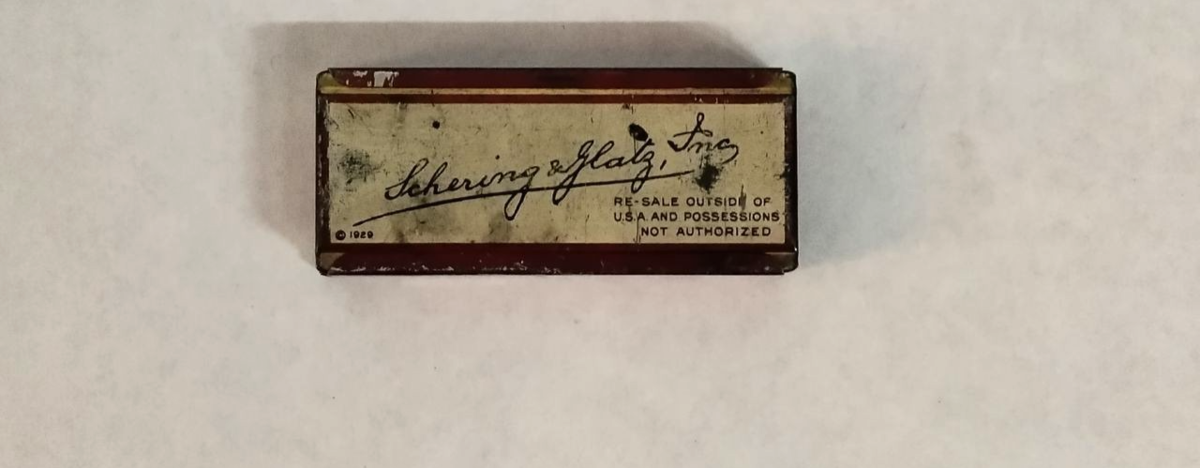 Schering & Glatz, Inc
RE-SALE OUTSIDE OF
U.S.A. AND POSSESSIONS
NOT AUTHORIZED
© 1929